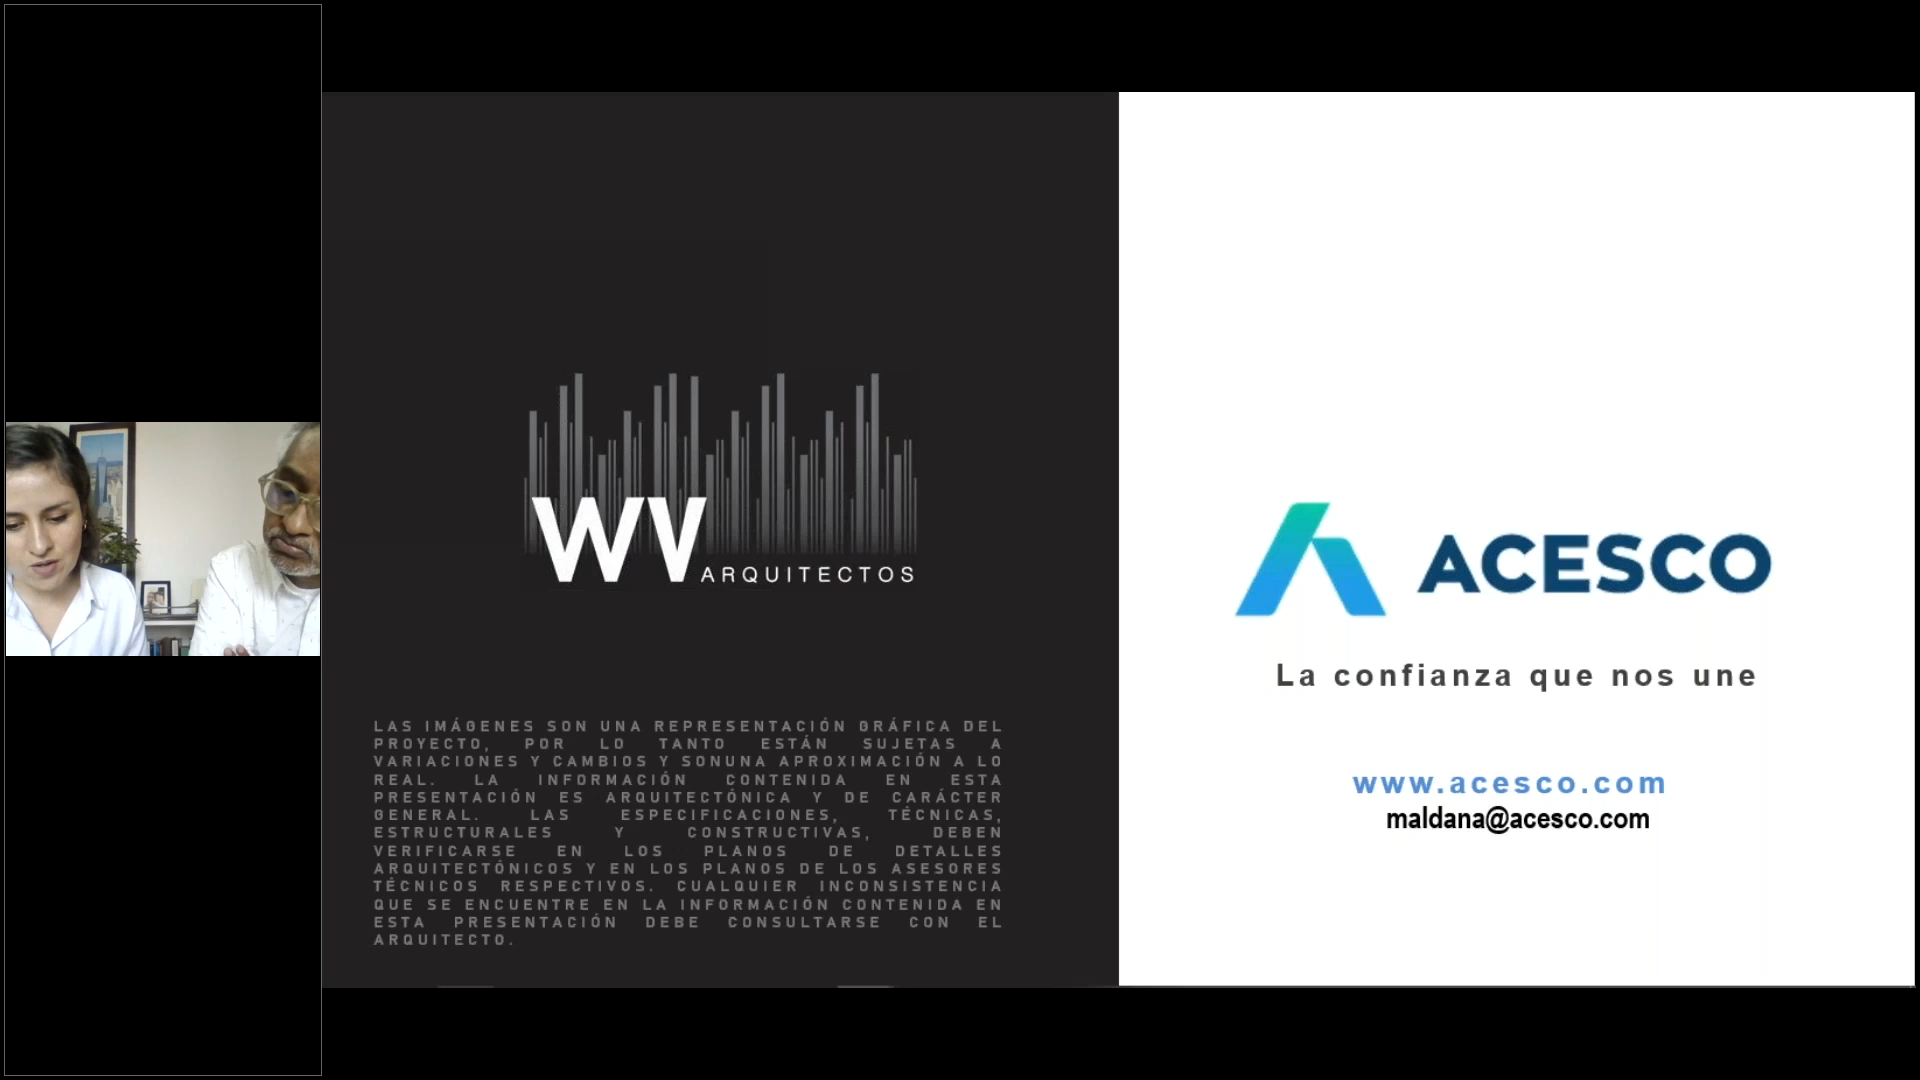 WV ARQUITECTOS
LAS IMÁGENES SON UNA REPRESENTACIÓN GRÁFICA DEL
PROYECTO, POR LO TANTO ESTÁN SUJETAS A
VARIACIONES Y CAMBIOS Y SONUNA APROXIMACIÓN A LO
REAL. LA INFORMACIÓN CONTENIDA EN ESTA
PRESENTACIÓN ES ARQUITECTÓNICA Y DE CARÁCTER
GENERAL. LAS ESPECIFICACIONES, TÉCNICAS,
ESTRUCTURALES Y CONSTRUCTIVAS, DEBEN
VERIFICARSE EN LOS PLANOS DE DETALLES
ARQUITECTÓNICOS Y EN LOS PLANOS DE LOS ASESORES
TÉCNICOS RESPECTIVOS. CUALQUIER INCONSISTENCIA
QUE SE ENCUENTRE EN LA INFORMACIÓN CONTENIDA EN
ESTA PRESENTACIÓN DEBE CONSULTARSE CON EL
ARQUITECTO.
ACESCO
La confianza que nos une
www.acesco.com
maldana@acesco.com